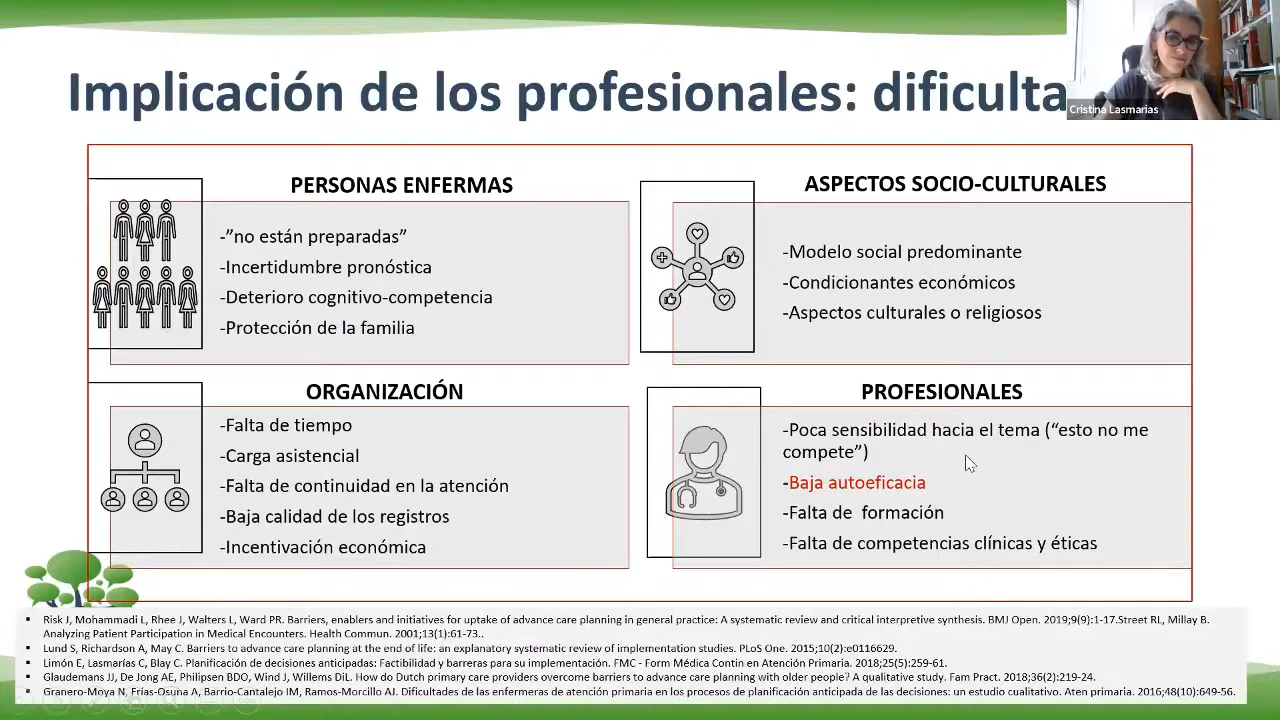 Implicación de los profesionales: dificulta
Cristina Lasmarias
PERSONAS ENFERMAS
-”no están preparadas”
-Incertidumbre pronóstica
-Deterioro cognitivo-competencia
-Protección de la familia
ASPECTOS SOCIO-CULTURALES
-Modelo social predominante
-Condicionantes económicos
-Aspectos culturales o religiosos
ORGANIZACIÓN
-Falta de tiempo
-Carga asistencial
-Falta de continuidad en la atención
-Baja calidad de los registros
-Incentivación económica
PROFESIONALES
-Poca sensibilidad hacia el tema (“esto no me
compete”)
-Baja autoeficacia
-Falta de formación
-Falta de competencias clínicas y éticas
Risk J, Mohammadi L, Rhee J, Walters L, Ward PR. Barriers, enablers and initiatives for uptake of advance care planning in general practice: A systematic review and critical interpretive synthesis. BMJ Open. 2019;9(9):1-17.Street RL, Millay B.
Analyzing Patient Participation in Medical Encounters. Health Commun. 2001;13(1):61-73..
Lund S, Richardson A, May C. Barriers to advance care planning at the end of life: an explanatory systematic review of implementation studies. PLoS One. 2015;10(2):e0116629.
Limón E, Lasmarías C, Blay C. Planificación de decisiones anticipadas: Factibilidad y barreras para su implementación. FMC - Form Médica Contin en Atención Primaria. 2018;25(5):259-61.
Glaudemans JJ, De Jong AE, Philipsen BDO, Wind J, Willems DiL. How do Dutch primary care providers overcome barriers to advance care planning with older people? A qualitative study. Fam Pract. 2018;36(2):219-24.
Granero-Moya N, Frías-Osuna A, Barrio-Cantalejo IM, Ramos-Morcillo AJ. Dificultades de las enfermeras de atención primaria en los procesos de planificación anticipada de las decisiones: un estudio cualitativo. Aten primaria. 2016;48(10):649-56.